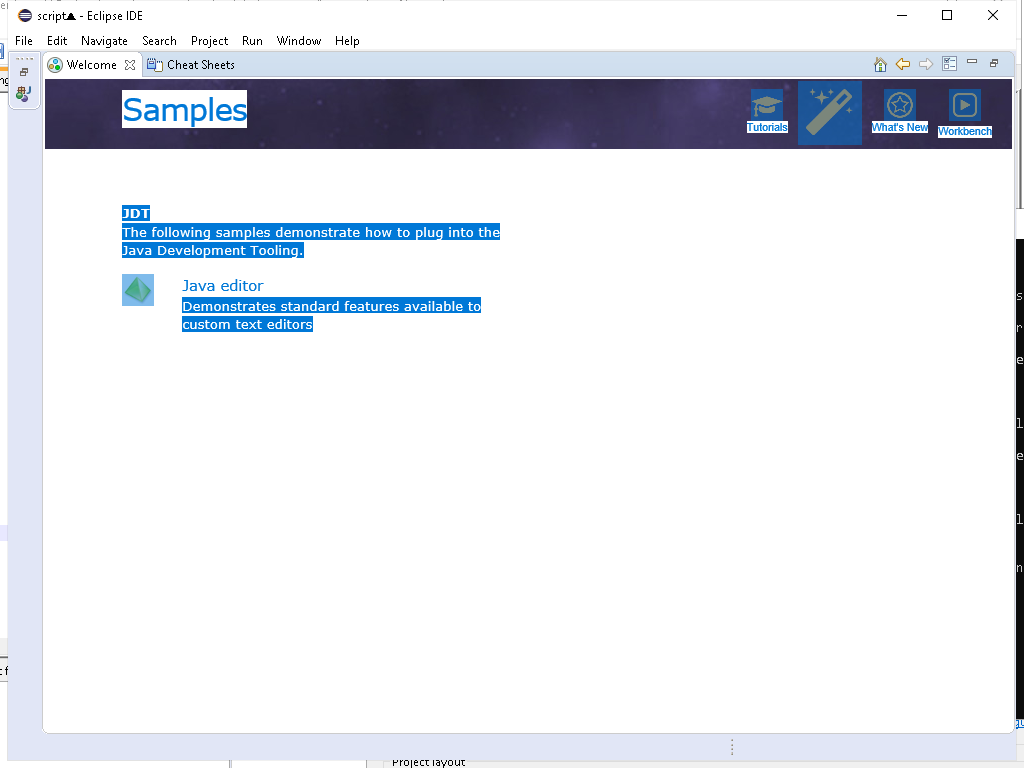 script▲ - Eclipse IDE
File Edit Navigate Search Project Run Window Help
Welcome Cheat Sheets
Samples
Tutorials What's New Workbench
JDT
The following samples demonstrate how to plug into the
Java Development Tooling.
Java editor
Demonstrates standard features available to
custom text editors
Project layout